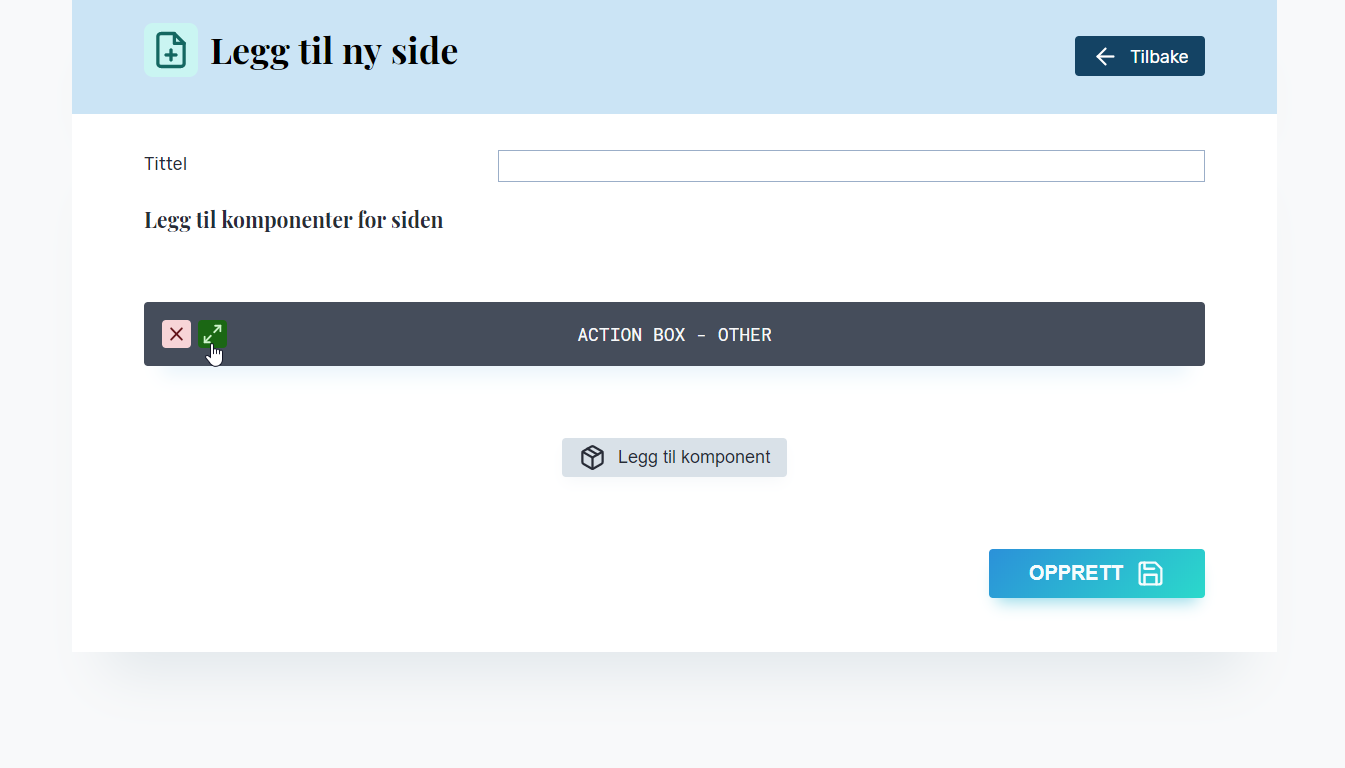 Legg til ny side
Tilbake
Tittel
Legg til komponenter for siden
ACTION BOX - OTHER
Legg til komponent
OPPRETT